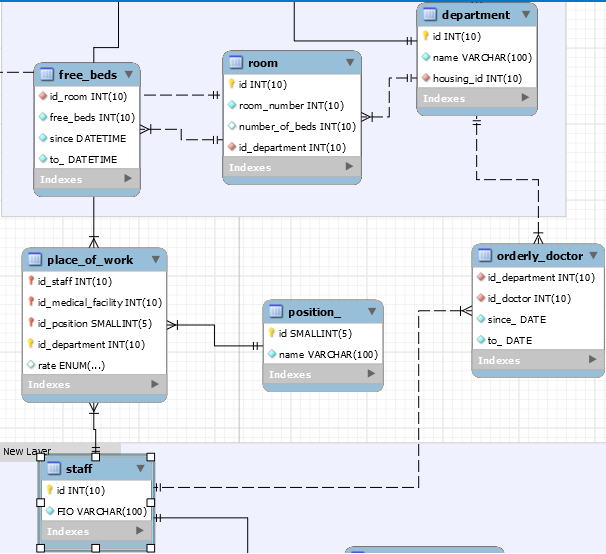 department
id INT(10)
name VARCHAR(100)
housing_id INT(10)
Indexes
room
id INT(10)
room_number INT(10)
number_of_beds INT(10)
id_department INT(10)
free_beds
id_room INT(10)
free_beds INT(10)
since DATETIME
to_ DATETIME
Indexes
place_of_work
id_staff INT(10)
id_medical_facility INT(10)
id_position SMALLINT(5)
id_department INT(10)
rate ENUM(...)
Indexes
position_
id SMALLINT(5)
name VARCHAR(100)
Indexes
orderly_doctor
id_department INT(10)
id_doctor INT(10)
since_ DATE
to_ DATE
Indexes
New Layer
staff
id INT(10)
FIO VARCHAR(100)
Indexes
Indexes